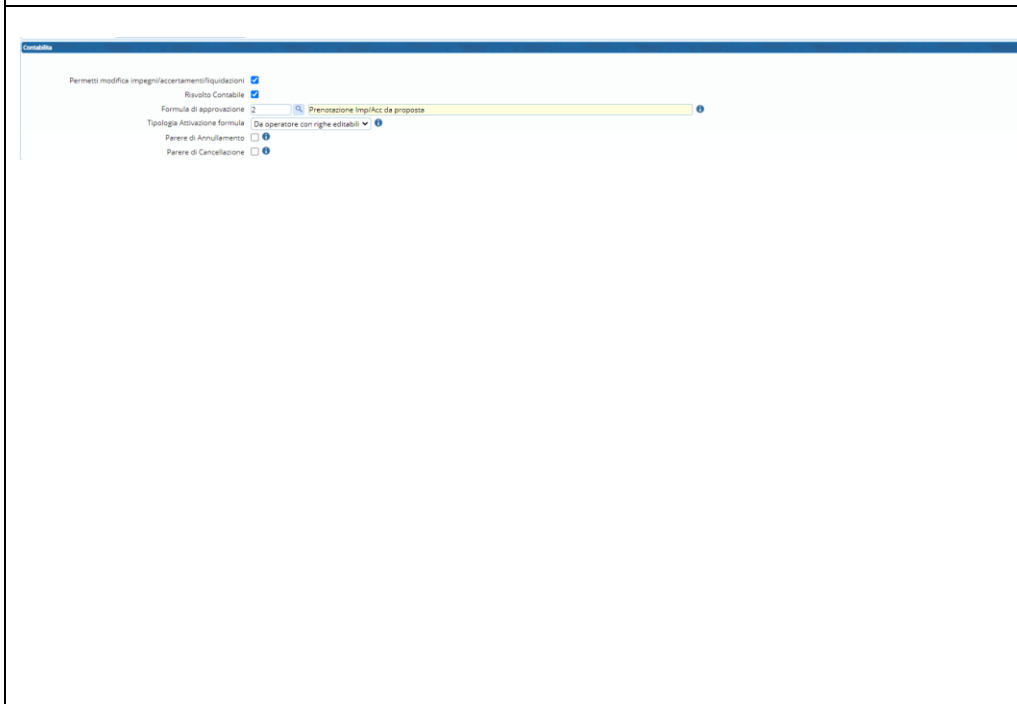 Contabilita
Permetti modifica impegni/accertamenti/liquidazioni
Risvolto Contabile
Formula di approvazione 2 Prenotazione Imp/Acc da proposta
Tipologia Attivazione formula Da operatore con righe editabili
Parere di Annullamento
Parere di Cancellazione